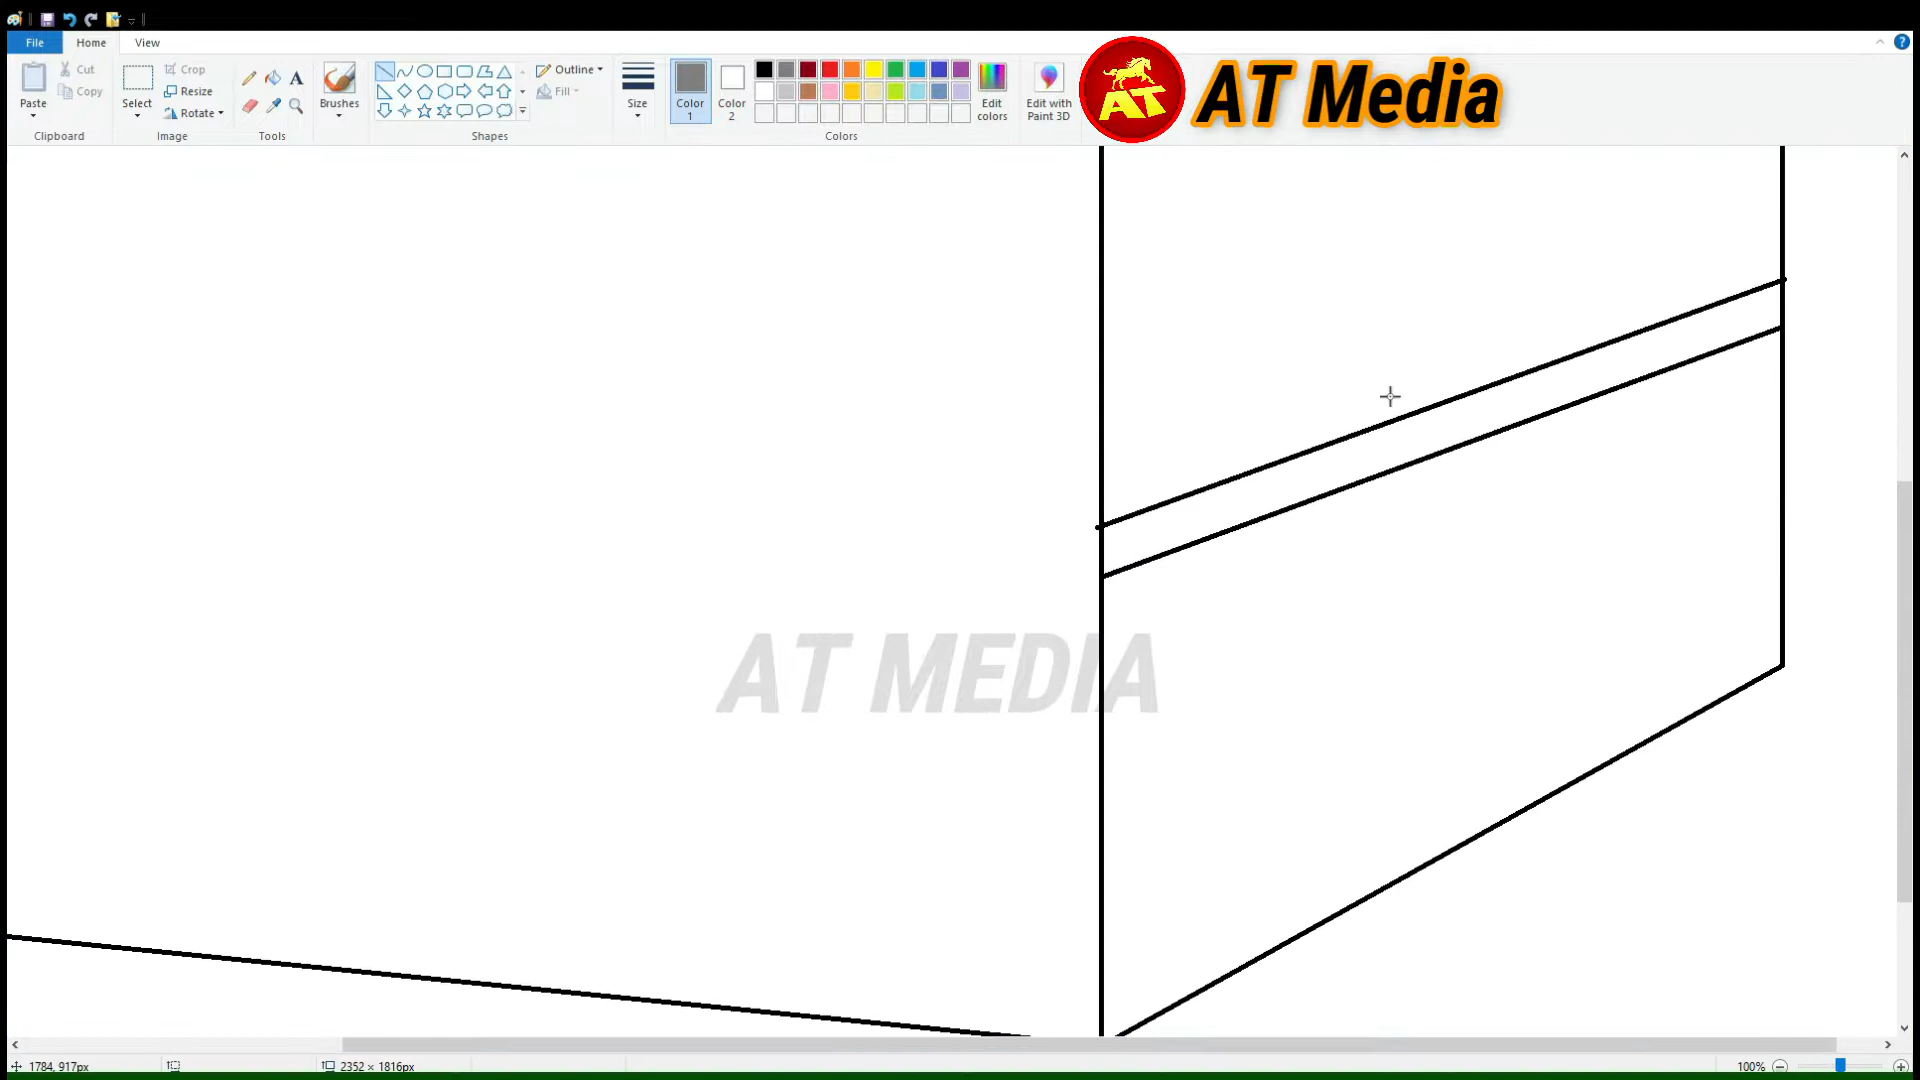 File Home View
Paste Cut Copy Clipboard
Select Crop Resize Rotate Image
Tools
Brushes
Shapes
Outline Fill
Size
Color 1 Color 2
Colors
Edit colors
Edit with Paint 3D
AT
AT Media
AT MEDIA
1784, 917px 2352 × 1816px 100%